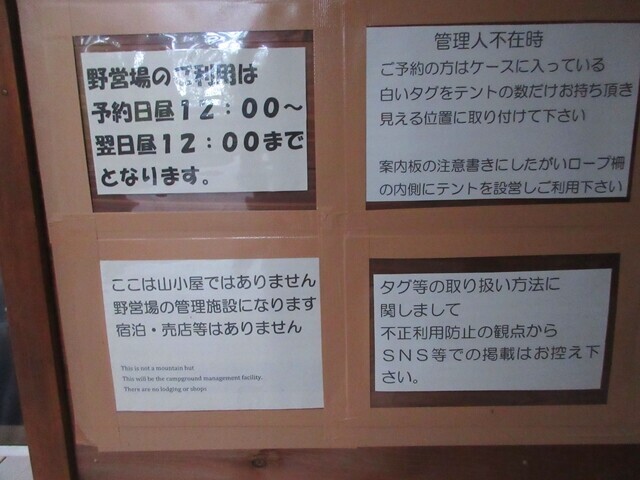 野営場のご利用は
予約日昼12：00～
翌日昼12：00まで
となります。
管理人不在時
ご予約の方はケースに入っている
白いタグをテントの数だけお持ち頂き
見える位置に取り付けて下さい
案内板の注意書きにしたがいロープ柵
の内側にテントを設営しご利用下さい
ここは山小屋ではありません
野営場の管理施設になります
宿泊・売店等はありません
This is not a mountain hut
This will be the campground management facility.
There are no lodging or shops
タグ等の取り扱い方法に
関しまして
不正利用防止の観点から
ＳＮＳ等での掲載はお控え下
さい。